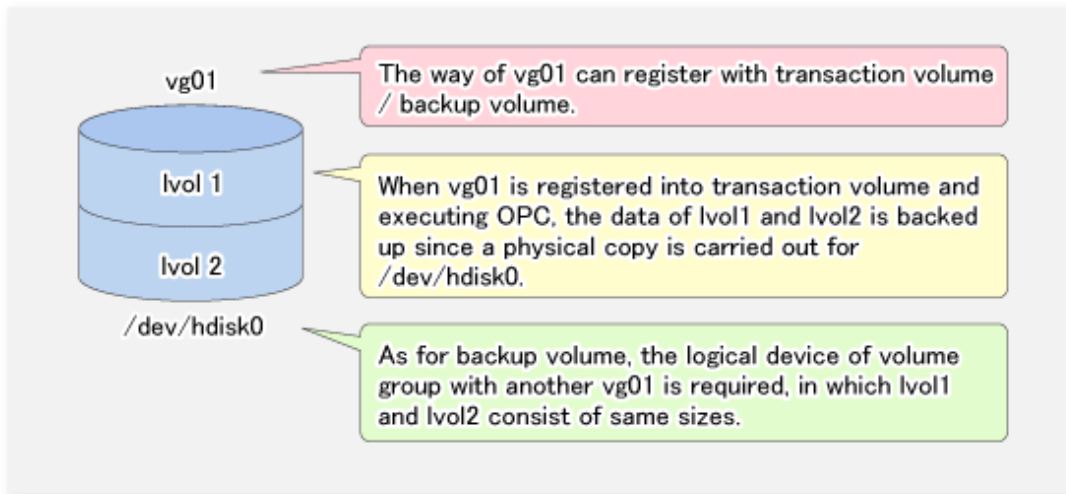 vg01
The way of vg01 can register with transaction volume
/ backup volume.
lvol 1
When vg01 is registered into transaction volume and
executing OPC, the data of lvol1 and lvol2 is backed
up since a physical copy is carried out for
/dev/hdisk0.
lvol 2
/dev/hdisk0
As for backup volume, the logical device of volume
group with another vg01 is required, in which lvol1
and lvol2 consist of same sizes.